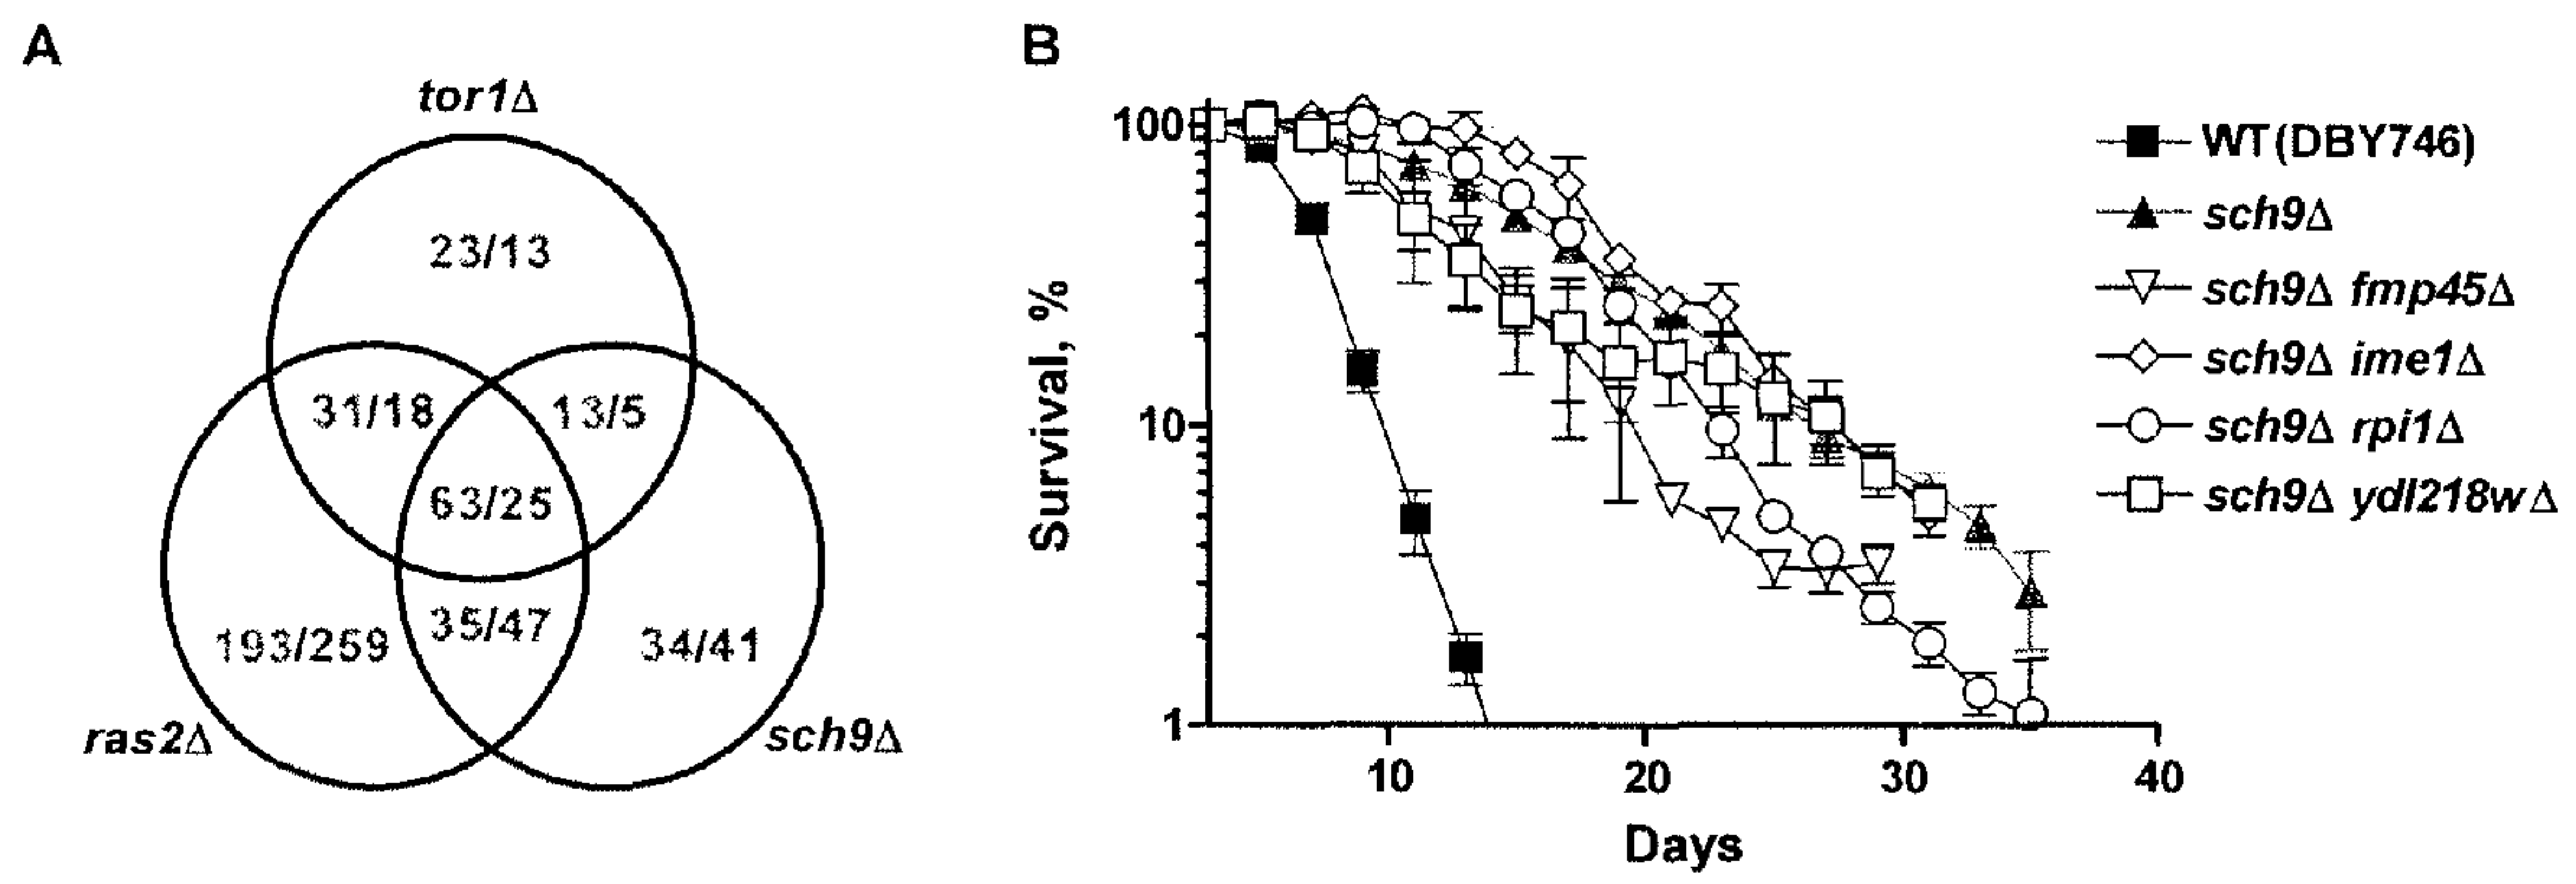 A
tor1Δ
23/13
31/18
13/5
63/25
193/259
35/47
34/41
ras2Δ
sch9Δ
B
Survival, %
100
10
1
10
20
30
40
Days
WT(DBY746)
sch9Δ
sch9Δ fmp45Δ
sch9Δ ime1Δ
sch9Δ rpi1Δ
sch9Δ ydl218wΔ